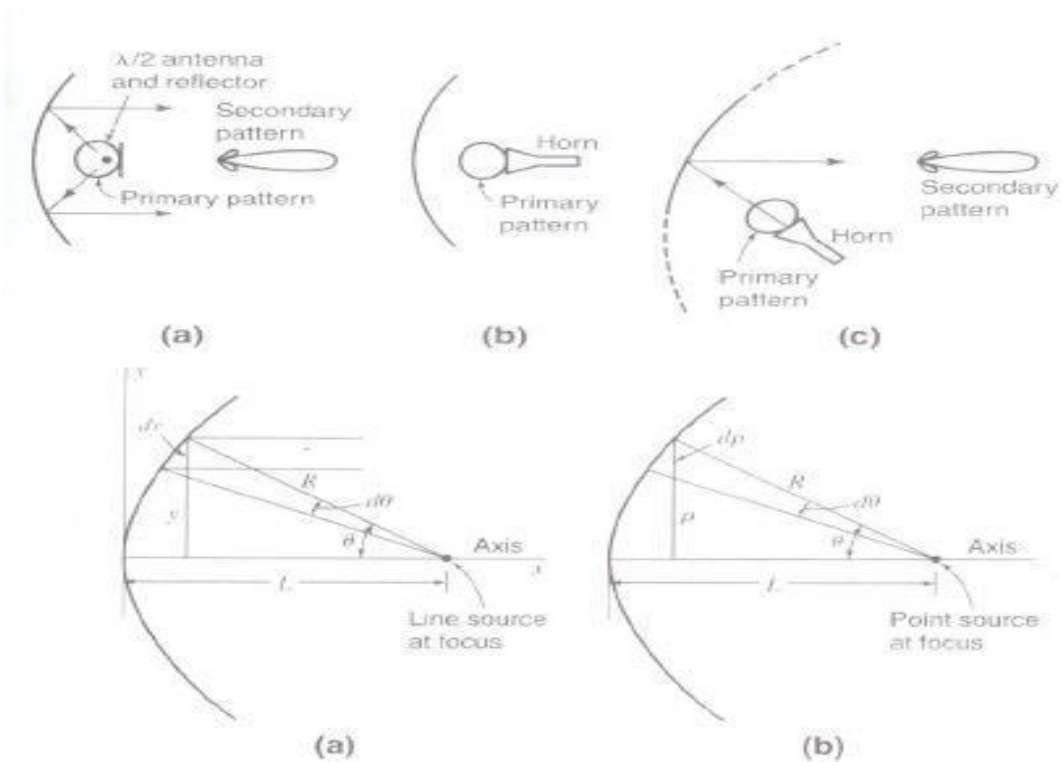 λ/2 antenna
and reflector
Secondary
pattern
Primary pattern
(a)
Horn
Primary
pattern
(b)
Secondary
pattern
Horn
Primary
pattern
(c)
y
R
dθ
y
θ
Axis
x
L
Line source
at focus
(a)
dρ
R
dθ
ρ
θ
Axis
L
Point source
at focus
(b)